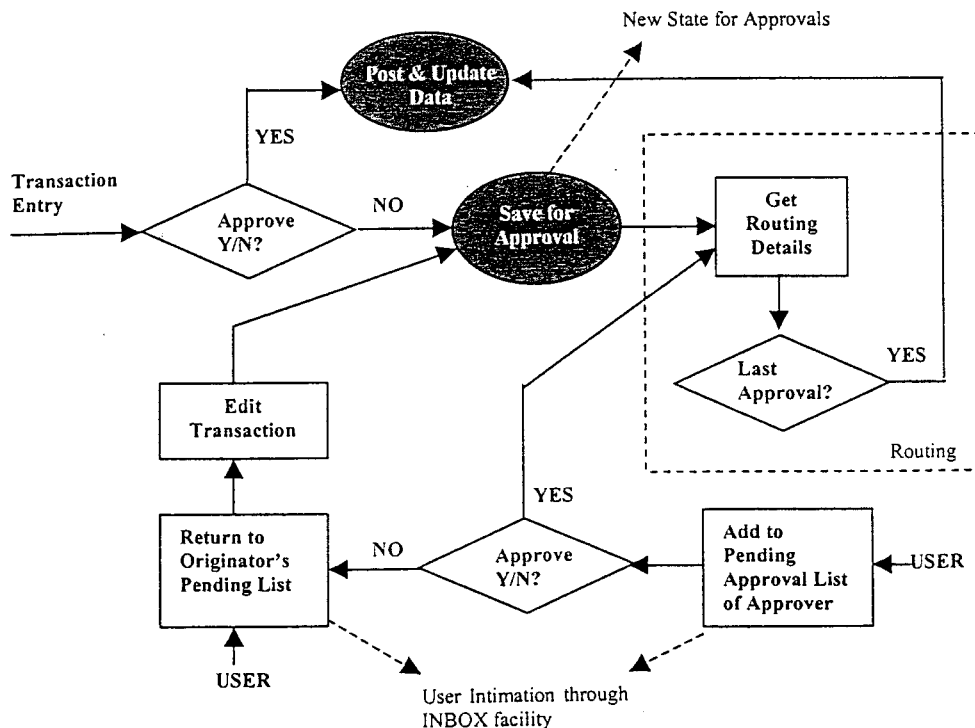 New State for Approvals
Post & Update
Data
YES
Transaction
Entry
Approve
Y/N?
NO
Save for
Approval
Get
Routing
Details
Last
Approval?
YES
Routing
Edit
Transaction
YES
Return to
Originator's
Pending List
NO
Approve
Y/N?
Add to
Pending
Approval List
of Approver
USER
USER
User Intimation through
INBOX facility